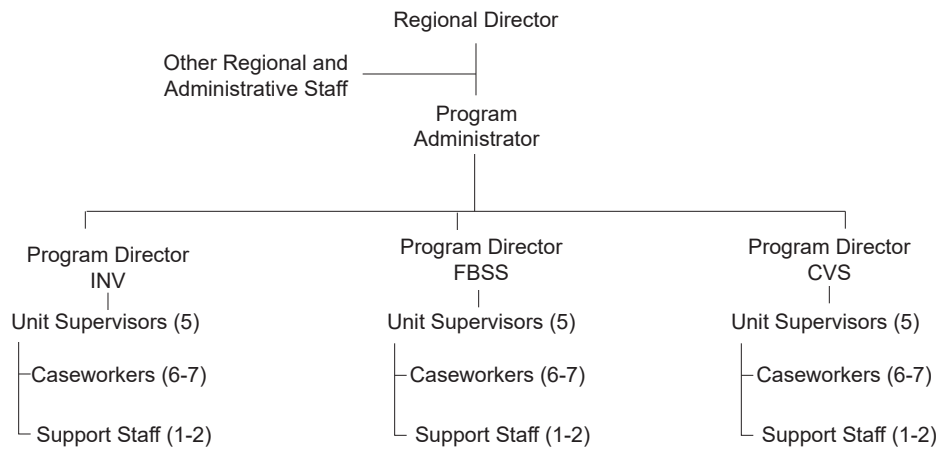 Regional Director
Other Regional and
Administrative Staff
Program
Administrator
Program Director
INV
Unit Supervisors (5)
Caseworkers (6-7)
Support Staff (1-2)
Program Director
FBSS
Unit Supervisors (5)
Caseworkers (6-7)
Support Staff (1-2)
Program Director
CVS
Unit Supervisors (5)
Caseworkers (6-7)
Support Staff (1-2)